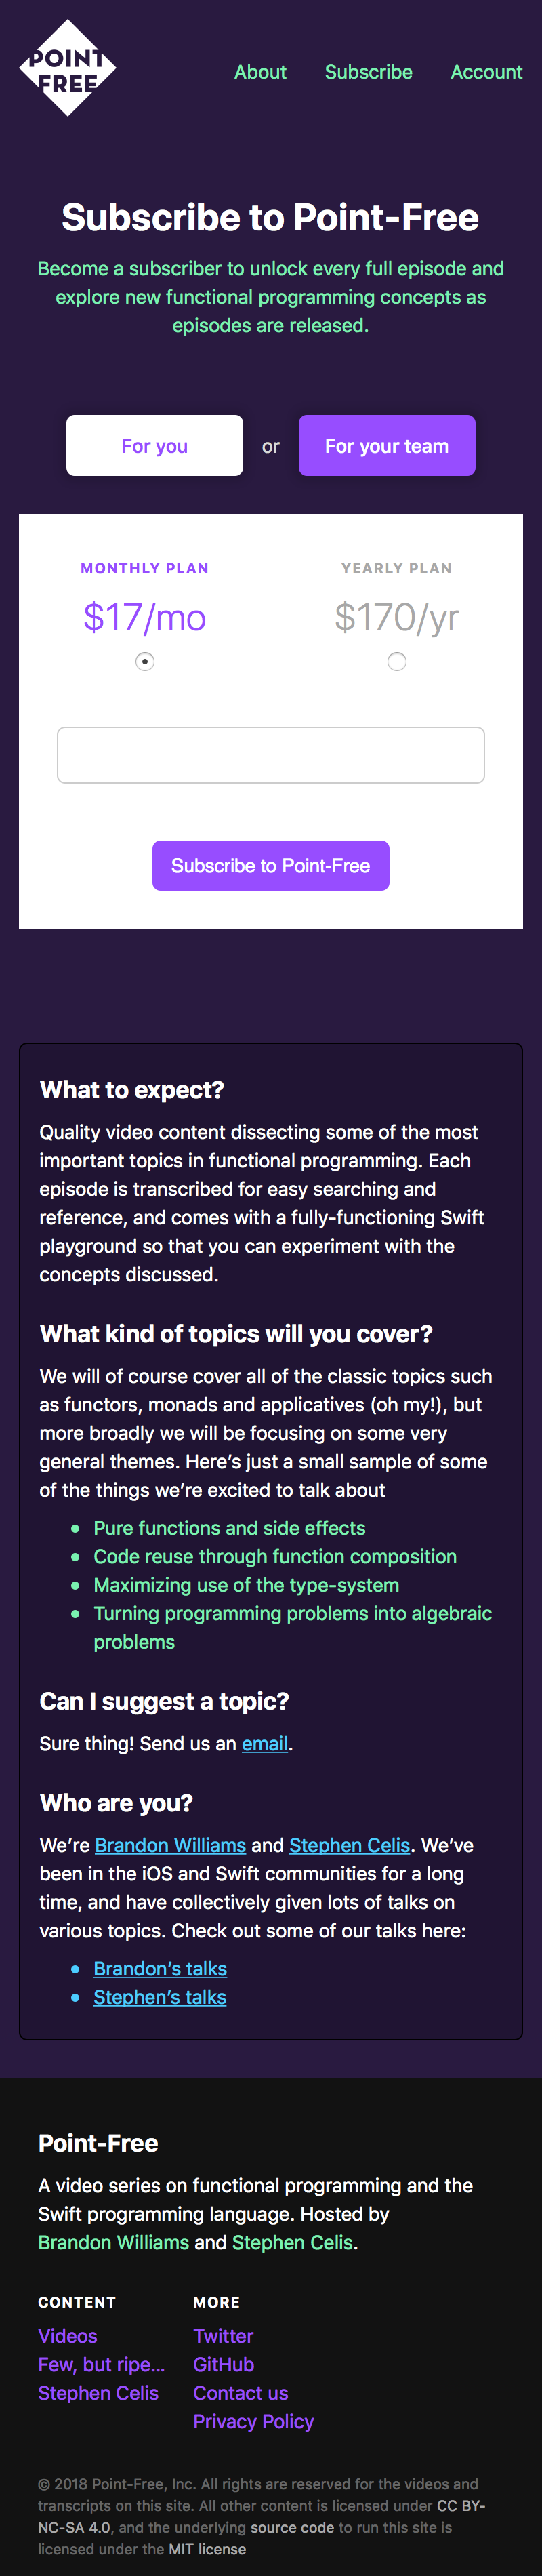 POINT
FREE
About Subscribe Account
Subscribe to Point-Free
Become a subscriber to unlock every full episode and
explore new functional programming concepts as
episodes are released.
For you or For your team
MONTHLY PLAN YEARLY PLAN
$17/mo $170/yr
Subscribe to Point-Free
What to expect?
Quality video content dissecting some of the most
important topics in functional programming. Each
episode is transcribed for easy searching and
reference, and comes with a fully-functioning Swift
playground so that you can experiment with the
concepts discussed.
What kind of topics will you cover?
We will of course cover all of the classic topics such
as functors, monads and applicatives (oh my!), but
more broadly we will be focusing on some very
general themes. Here’s just a small sample of some
of the things we’re excited to talk about
• Pure functions and side effects
• Code reuse through function composition
• Maximizing use of the type-system
• Turning programming problems into algebraic
problems
Can I suggest a topic?
Sure thing! Send us an email.
Who are you?
We’re Brandon Williams and Stephen Celis. We’ve
been in the iOS and Swift communities for a long
time, and have collectively given lots of talks on
various topics. Check out some of our talks here:
• Brandon’s talks
• Stephen’s talks
Point-Free
A video series on functional programming and the
Swift programming language. Hosted by
Brandon Williams and Stephen Celis.
CONTENT
Videos
Few, but ripe...
Stephen Celis
MORE
Twitter
GitHub
Contact us
Privacy Policy
© 2018 Point-Free, Inc. All rights are reserved for the videos and
transcripts on this site. All other content is licensed under CC BY-
NC-SA 4.0, and the underlying source code to run this site is
licensed under the MIT license